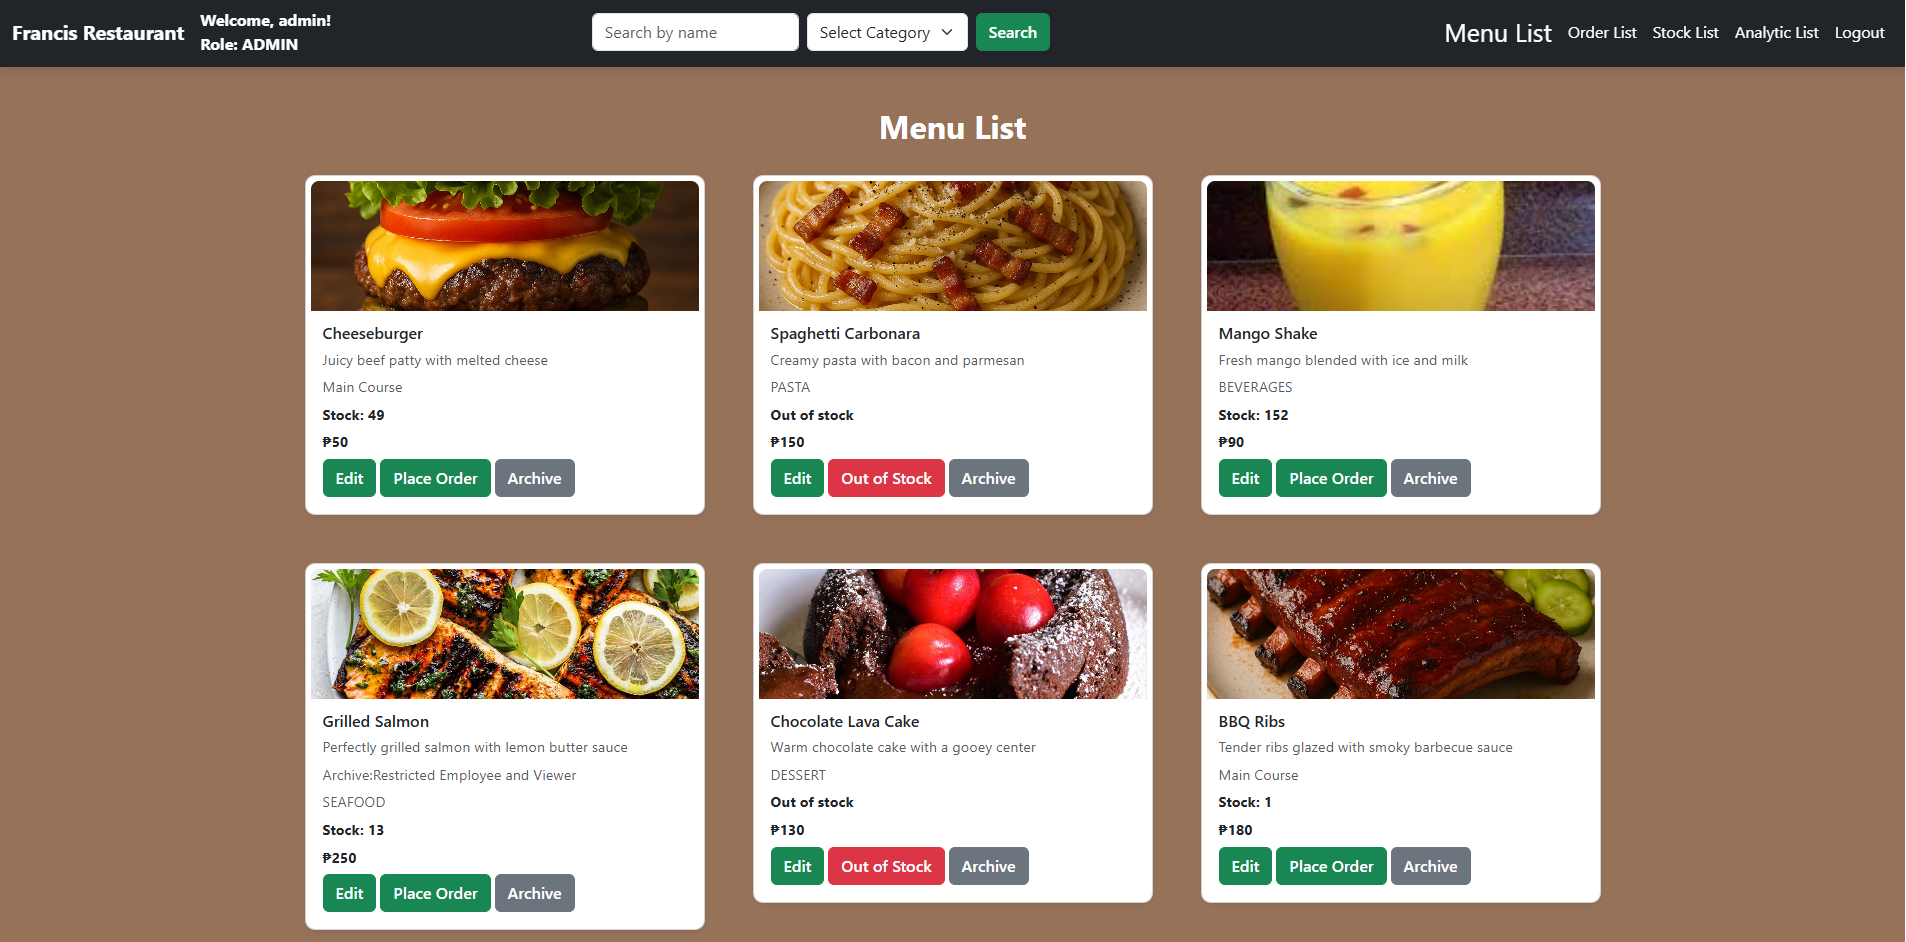 Francis Restaurant
Welcome, admin!
Role: ADMIN
Search by name
Select Category
Search
Menu List
Order List
Stock List
Analytic List
Logout
Menu List
Cheeseburger
Juicy beef patty with melted cheese
Main Course
Stock: 49
₱50
Edit Place Order Archive
Spaghetti Carbonara
Creamy pasta with bacon and parmesan
PASTA
Out of stock
₱150
Edit Out of Stock Archive
Mango Shake
Fresh mango blended with ice and milk
BEVERAGES
Stock: 152
₱90
Edit Place Order Archive
Grilled Salmon
Perfectly grilled salmon with lemon butter sauce
Archive:Restricted Employee and Viewer
SEAFOOD
Stock: 13
₱250
Edit Place Order Archive
Chocolate Lava Cake
Warm chocolate cake with a gooey center
DESSERT
Out of stock
₱130
Edit Out of Stock Archive
BBQ Ribs
Tender ribs glazed with smoky barbecue sauce
Main Course
Stock: 1
₱180
Edit Place Order Archive